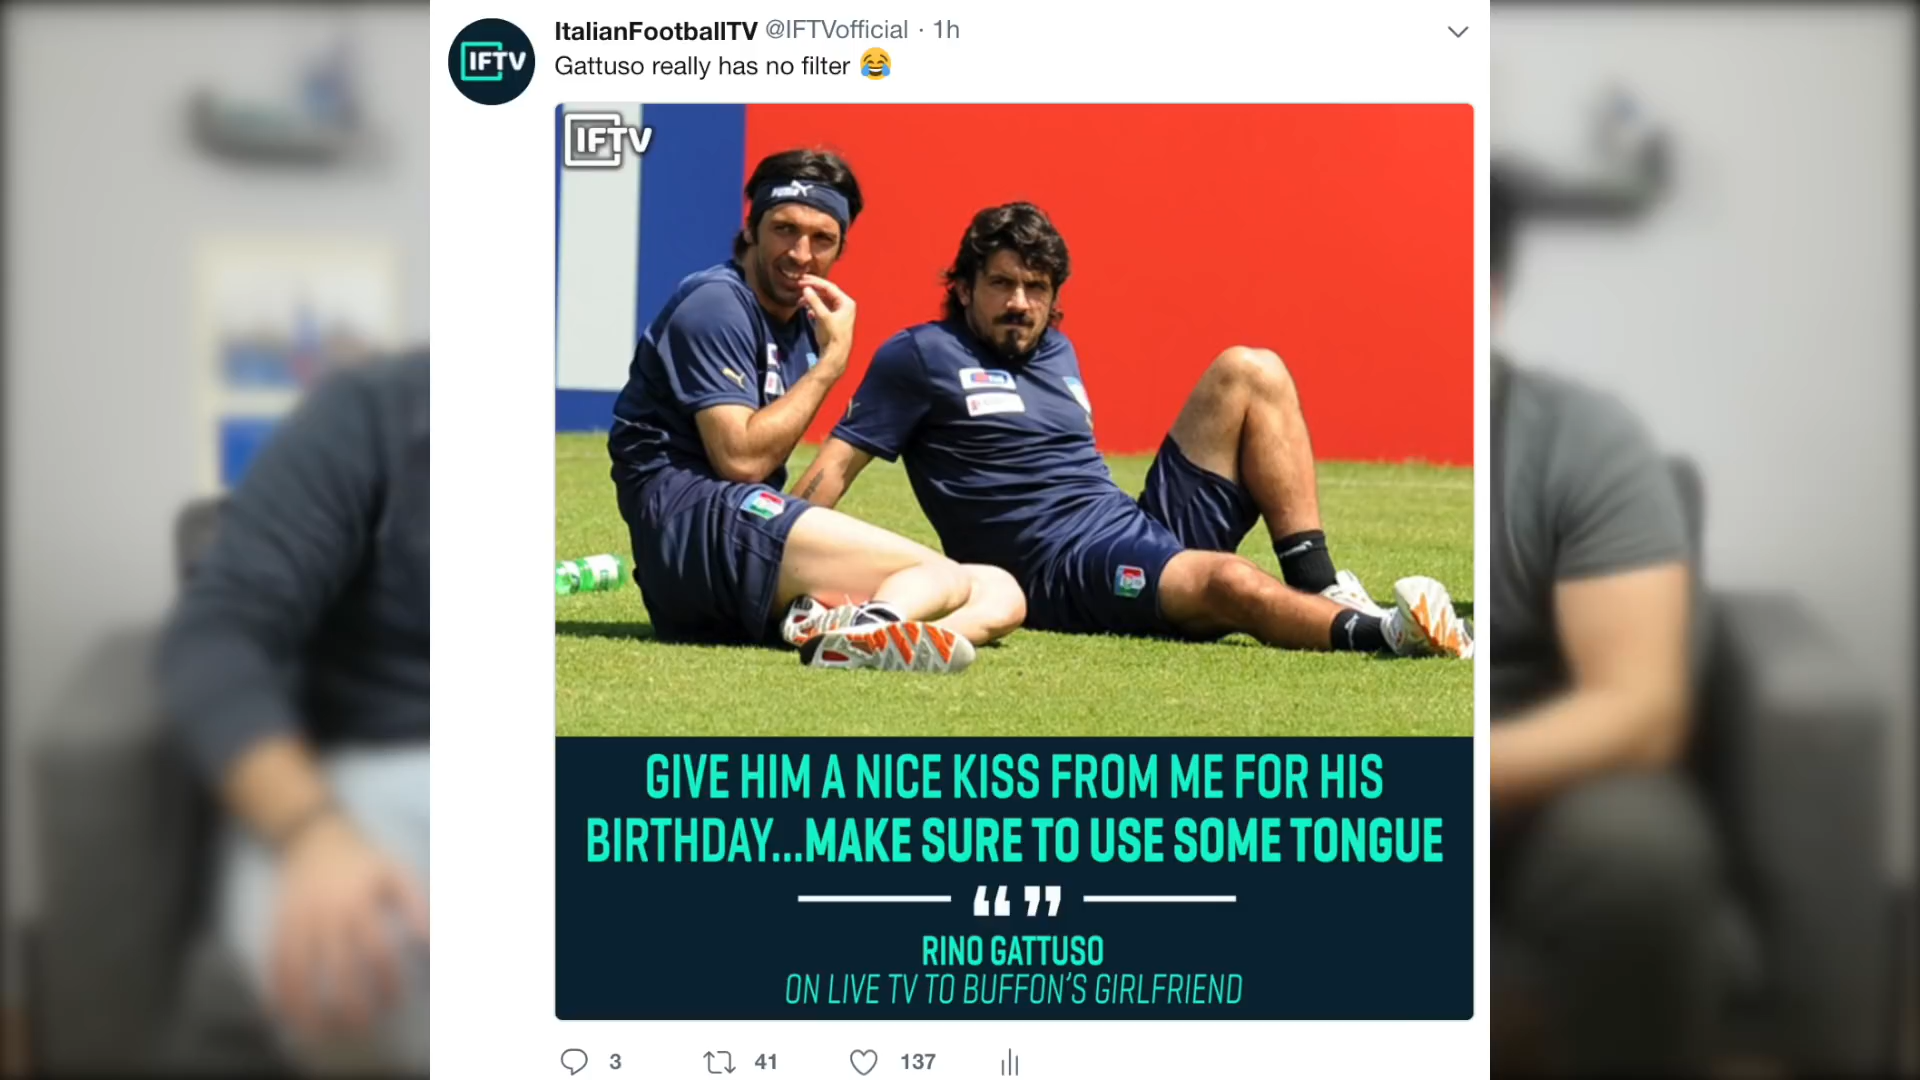 IFTV
ItalianFootballTV @IFTVofficial · 1h
Gattuso really has no filter 😂
IFTV
PUMA
GIVE HIM A NICE KISS FROM ME FOR HIS
BIRTHDAY...MAKE SURE TO USE SOME TONGUE
“ ”
RINO GATTUSO
ON LIVE TV TO BUFFON'S GIRLFRIEND
3 41 137